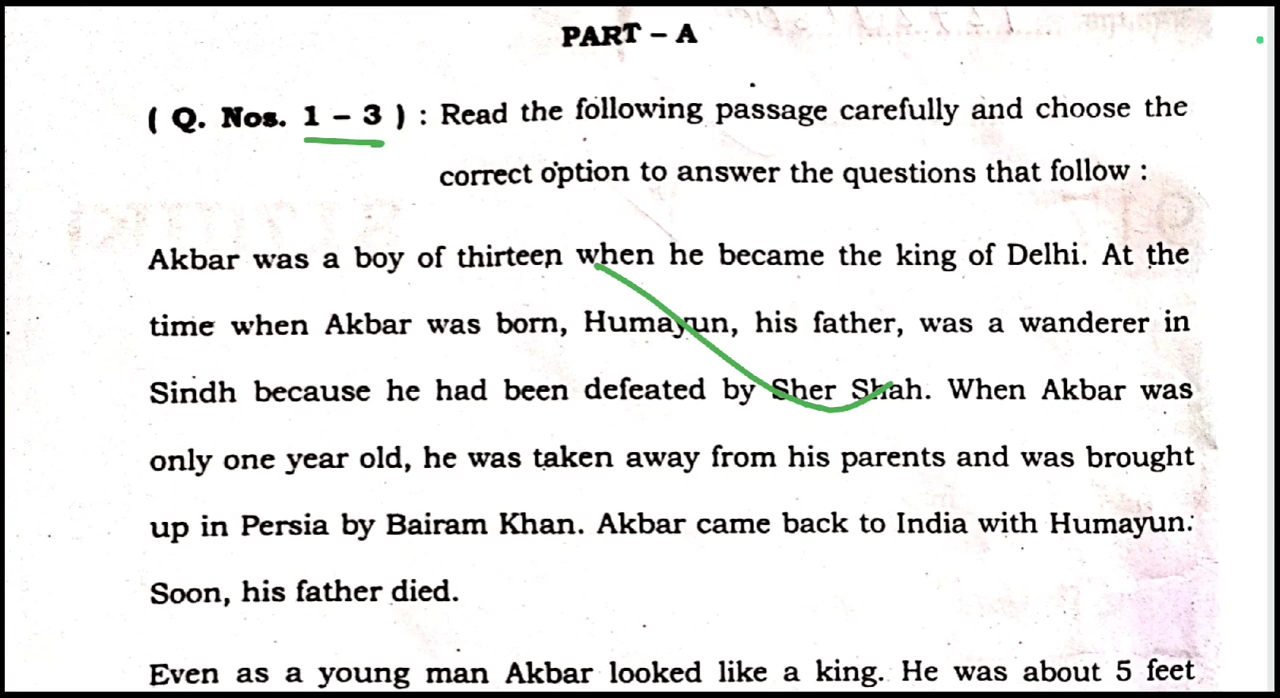 PART – A
( Q. Nos. 1 – 3 ) : Read the following passage carefully and choose the
correct option to answer the questions that follow :
Akbar was a boy of thirteen when he became the king of Delhi. At the
time when Akbar was born, Humayun, his father, was a wanderer in
Sindh because he had been defeated by Sher Shah. When Akbar was
only one year old, he was taken away from his parents and was brought
up in Persia by Bairam Khan. Akbar came back to India with Humayun.
Soon, his father died.
Even as a young man Akbar looked like a king. He was about 5 feet